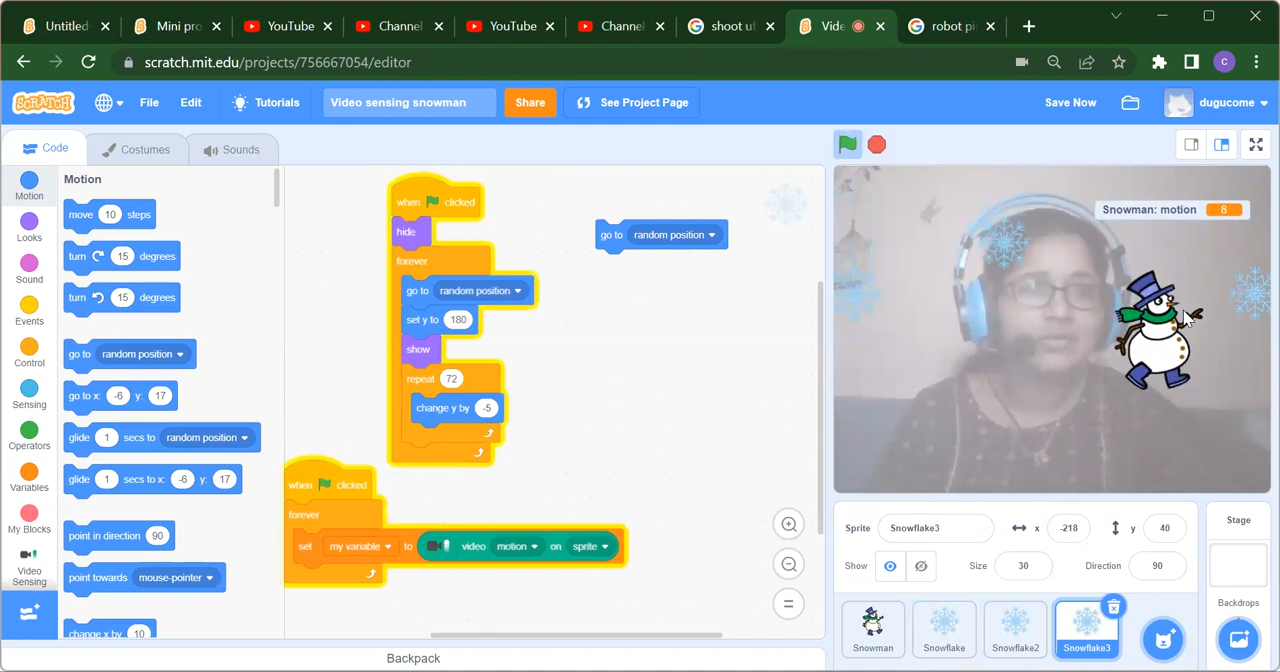 Untitled-
Mini pro
YouTube
Channel
YouTube
Channel
shoot ut
Vide
robot pi
scratch.mit.edu/projects/756667054/editor
C
SCRATCH
File
Edit
Tutorials
Video sensing snowman
Share
See Project Page
Save Now
dugucome
Code
Costumes
Sounds
Motion
Looks
Sound
Events
Control
Sensing
Operators
Variables
My Blocks
Video
Sensing
Motion
move 10 steps
turn 15 degrees
turn 15 degrees
go to random position
go to x: -6 y: 17
glide 1 secs to random position
glide 1 secs to x: -6 y: 17
point in direction 90
point towards mouse-pointer
change x by 10
when clicked
hide
forever
go to random position
set y to 180
show
repeat 72
change y by -5
go to random position
when clicked
forever
set my variable to video motion on sprite
Snowman: motion 8
Sprite Snowflake3 x -218 y 40
Show Size 30 Direction 90
Snowman
Snowflake
Snowflake2
Snowflake3
Stage
Backdrops
Backpack